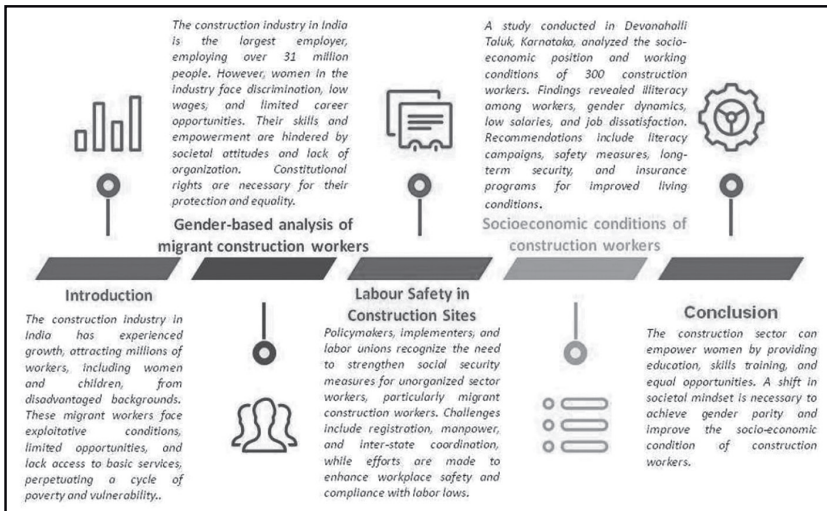 The construction industry in India
is the largest employer,
employing over 31 million
people. However, women in the
industry face discrimination, low
wages, and limited career
opportunities. Their skills and
empowerment are hindered by
societal attitudes and lack of
organization. Constitutional
rights are necessary for their
protection and equality.
Gender-based analysis of
migrant construction workers
A study conducted in Devanahalli
Taluk, Karnataka, analyzed the socio-
economic position and working
conditions of 300 construction
workers. Findings revealed illiteracy
among workers, gender dynamics,
low salaries, and job dissatisfaction.
Recommendations include literacy
campaigns, safety measures, long-
term security, and insurance
programs for improved living
conditions.
Socioeconomic conditions of
construction workers
Introduction
The construction industry in
India has experienced
growth, attracting millions of
workers, including women
and children, from
disadvantaged backgrounds.
These migrant workers face
exploitative conditions,
limited opportunities, and
lack access to basic services,
perpetuating a cycle of
poverty and vulnerability..
Labour Safety in
Construction Sites
Policymakers, implementers, and
labor unions recognize the need
to strengthen social security
measures for unorganized sector
workers, particularly migrant
construction workers. Challenges
include registration, manpower,
and inter-state coordination,
while efforts are made to
enhance workplace safety and
compliance with labor laws.
Conclusion
The construction sector can
empower women by providing
education, skills training, and
equal opportunities. A shift in
societal mindset is necessary to
achieve gender parity and
improve the socio-economic
condition of construction
workers.